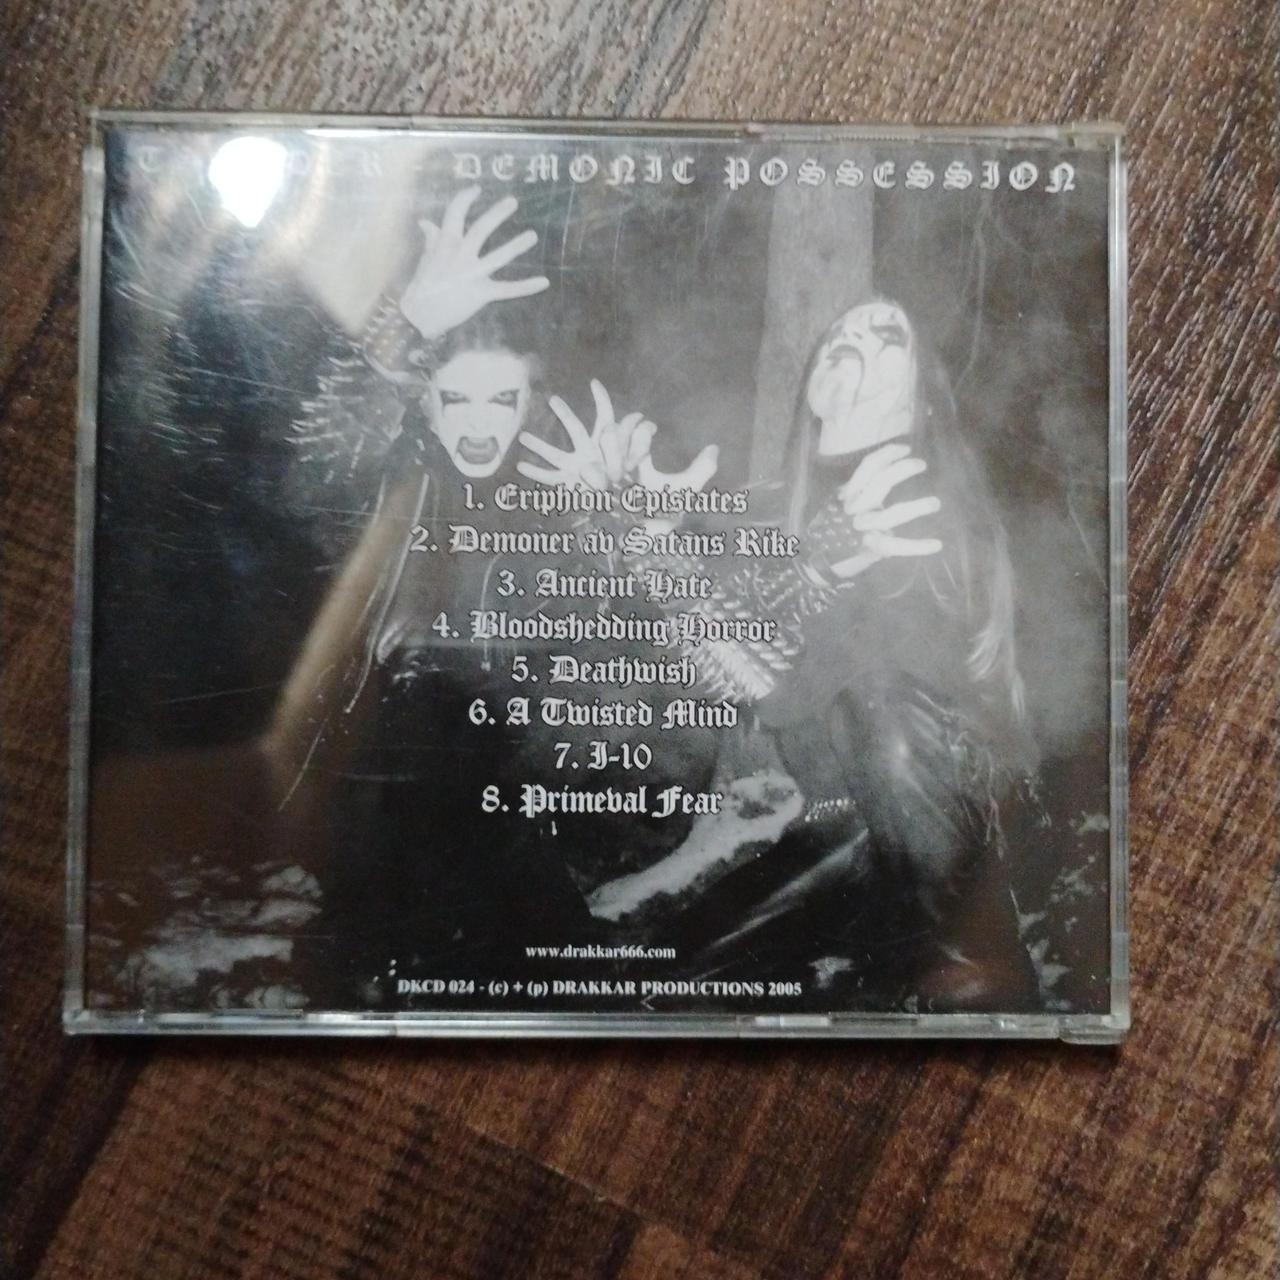 - DEMONIC POSSESSION
1. Eriphion Epistates
2. Demoner av Satans Rike
3. Ancient Hate
4. Bloodshedding Horror
5. Deathwish
6. A Twisted Mind
7. I-10
8. Primeval Fear
www.drakkar666.com
DKCD 024 - (c) + (p) DRAKKAR PRODUCTIONS 2005